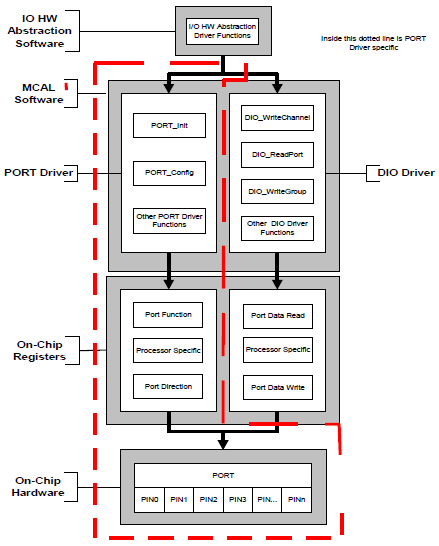 IO HW
Abstraction
Software
I/O HW Abstraction
Driver Functions
Inside this dotted line is PORT
Driver specific
MCAL
Software
PORT_Init
DIO_WriteChannel
DIO_ReadPort
PORT Driver
PORT_Config
DIO Driver
DIO_WriteGroup
Other PORT Driver
Functions
Other DIO Driver
Functions
Port Function
Port Data Read
On-Chip
Registers
Processor Specific
Processor Specific
Port Direction
Port Data Write
On-Chip
Hardware
PORT
PIN0 PIN1 PIN2 PIN3 PIN... PINn